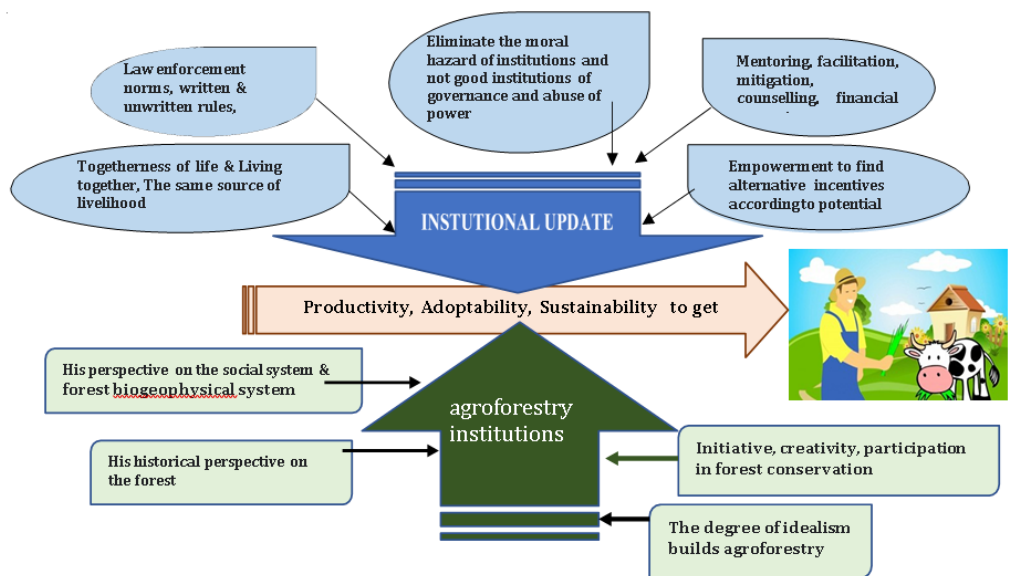 Law enforcement
norms, written &
unwritten rules,
Eliminate the moral
hazard of institutions and
not good institutions of
governance and abuse of
power
Mentoring, facilitation,
mitigation,
counselling, financial
Togetherness of life & Living
together, The same source of
livelihood
Empowerment to find
alternative incentives
accordingto potential
INSTUTIONAL UPDATE
Productivity, Adoptability, Sustainability to get
His perspective on the social system &
forest biogeophysical system
agroforestry
institutions
His historical perspective on
the forest
Initiative, creativity, participation
in forest conservation
The degree of idealism
builds agroforestry